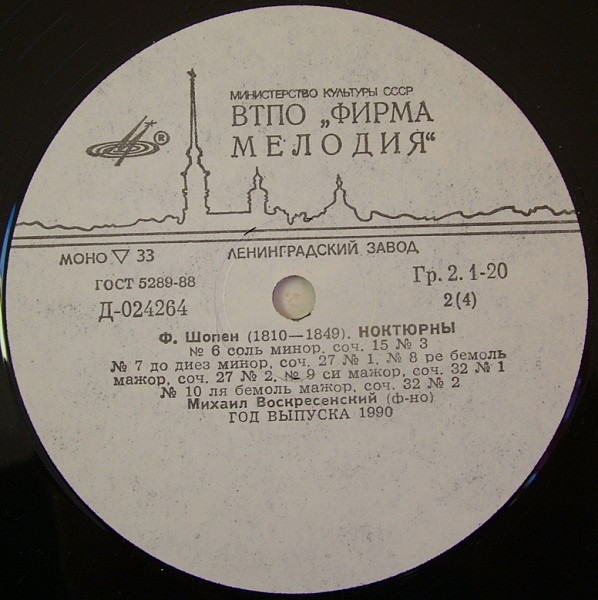 МИНИСТЕРСТВО КУЛЬТУРЫ СССР
ВТПО „ФИРМА
МЕЛОДИЯ“
®
МОНО ▽ 33
ЛЕНИНГРАДСКИЙ ЗАВОД
ГОСТ 5289-88
Гр. 2. 1-20
Д-024264
2(4)
Ф. Шопен (1810—1849). НОКТЮРНЫ
№ 6 соль минор, соч. 15 № 3
№ 7 до диез минор, соч. 27 № 1, № 8 ре бемоль
мажор, соч. 27 № 2, № 9 си мажор, соч. 32 № 1
№ 10 ля бемоль мажор, соч. 32 № 2
Михаил Воскресенский (ф-но)
ГОД ВЫПУСКА 1990